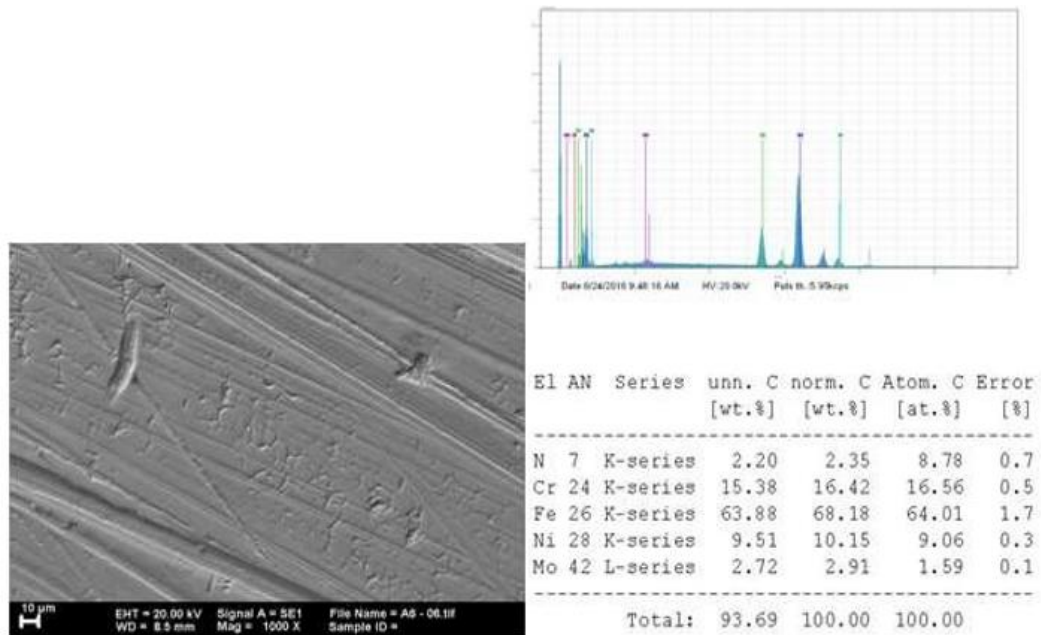 Date 6/24/2016 9:48:16 AM HV:20.0kV Puls th.:5.95kcps
El AN Series unn. C norm. C Atom. C Error
[wt.%] [wt.%] [at.%] [%]
N 7 K-series 2.20 2.35 8.78 0.7
Cr 24 K-series 15.38 16.42 16.56 0.5
Fe 26 K-series 63.88 68.18 64.01 1.7
Ni 28 K-series 9.51 10.15 9.06 0.3
Mo 42 L-series 2.72 2.91 1.59 0.1
Total: 93.69 100.00 100.00
10 µm
EHT = 20.00 kV Signal A = SE1 File Name = A6 - 06.tif
WD = 8.5 mm Mag = 1000 X Sample ID =